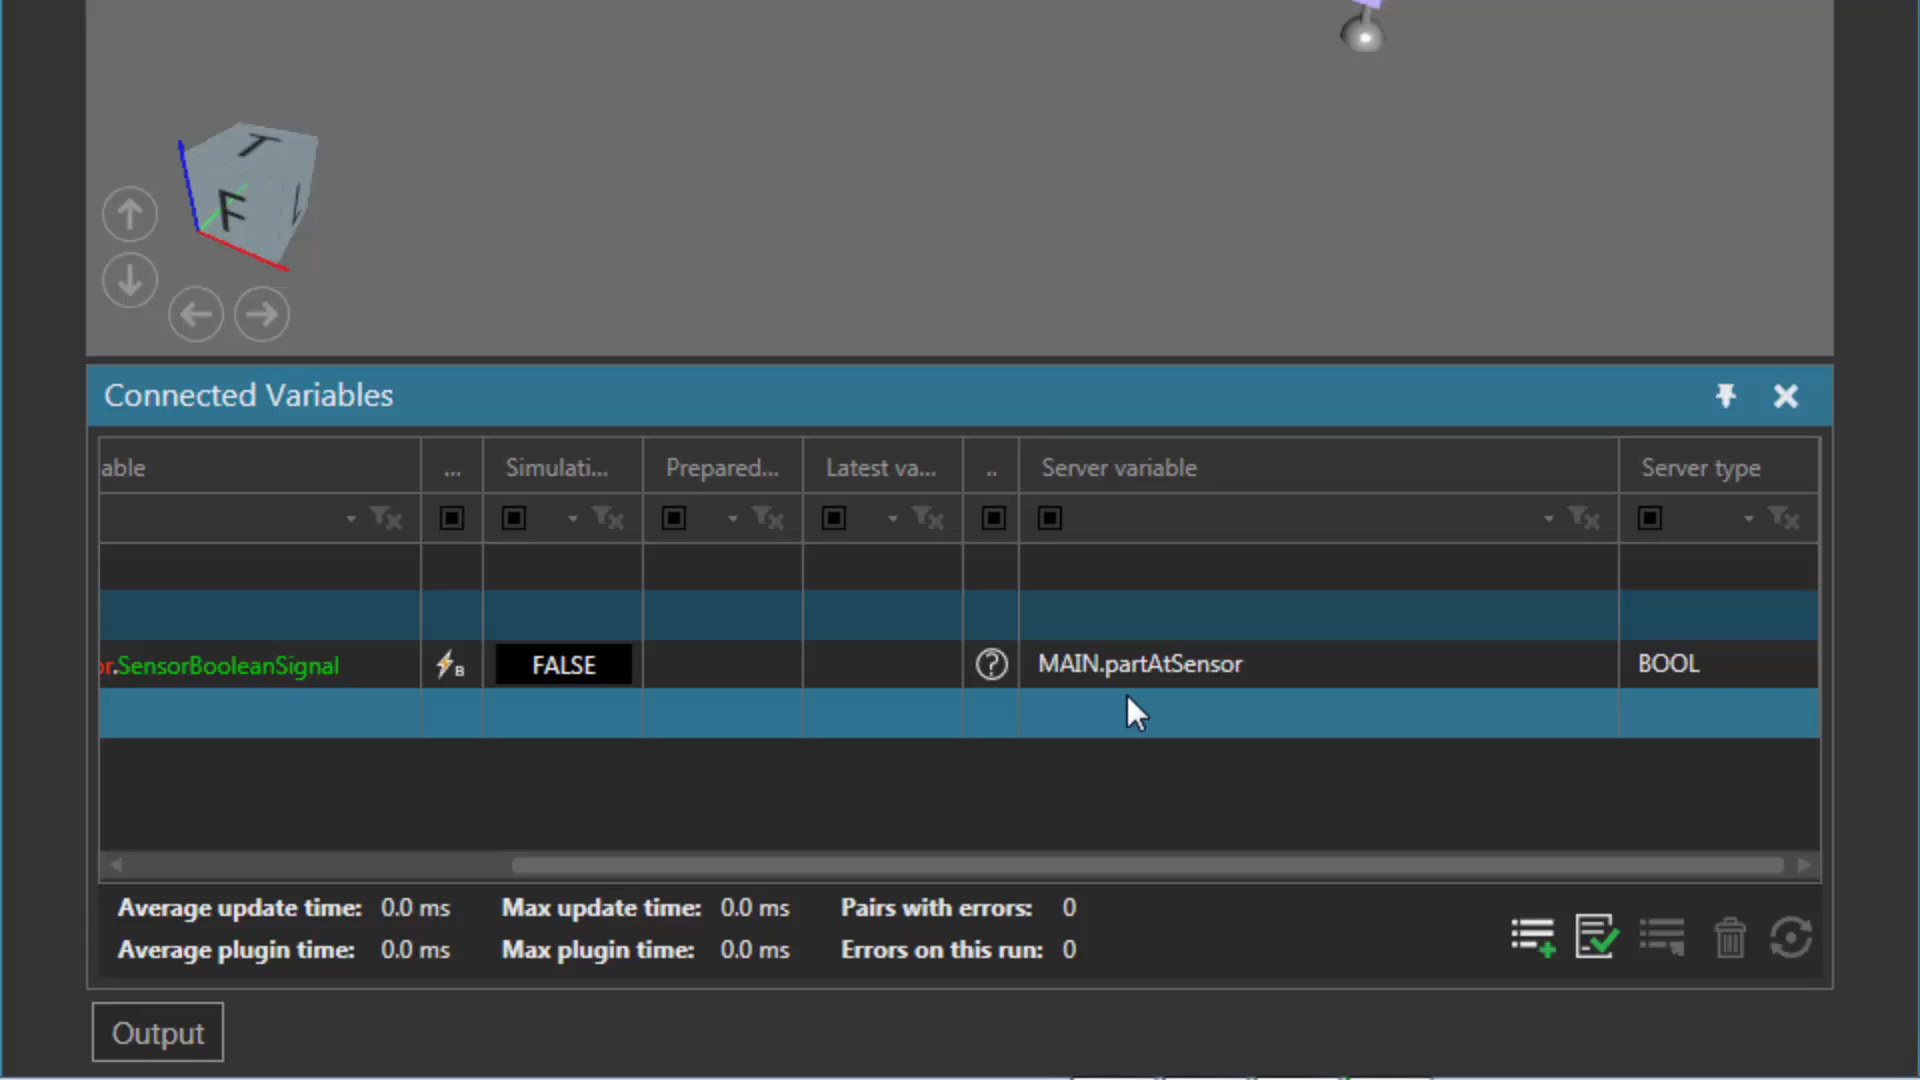 T
F
Connected Variables
able ... Simulati... Prepared... Latest va... .. Server variable Server type
or.SensorBooleanSignal B FALSE ? MAIN.partAtSensor BOOL
Average update time: 0.0 ms Max update time: 0.0 ms Pairs with errors: 0
Average plugin time: 0.0 ms Max plugin time: 0.0 ms Errors on this run: 0
Output